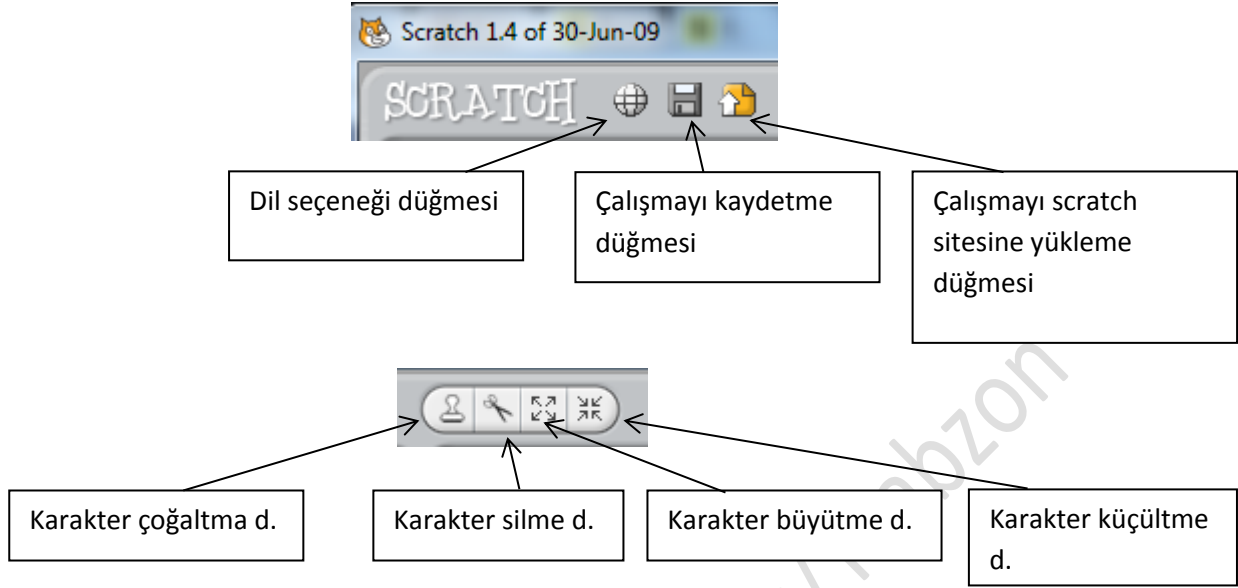 Scratch 1.4 of 30-Jun-09
SCRATCH
Dil seçeneği düğmesi
Çalışmayı kaydetme
düğmesi
Çalışmayı scratch
sitesine yükleme
düğmesi
Karakter çoğaltma d.
Karakter silme d.
Karakter büyütme d.
Karakter küçültme
d.